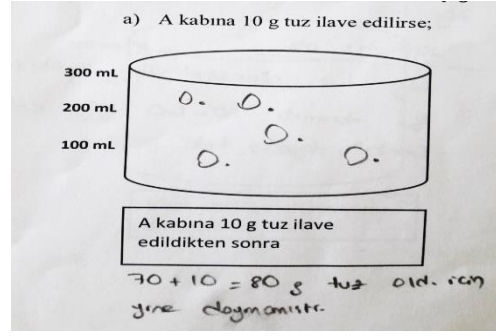 a) A kabına 10 g tuz ilave edilirse;
300 mL
200 mL
100 mL
A kabına 10 g tuz ilave
edildikten sonra
70 + 10 = 80 g tuz old. için
yine doymamıştır.